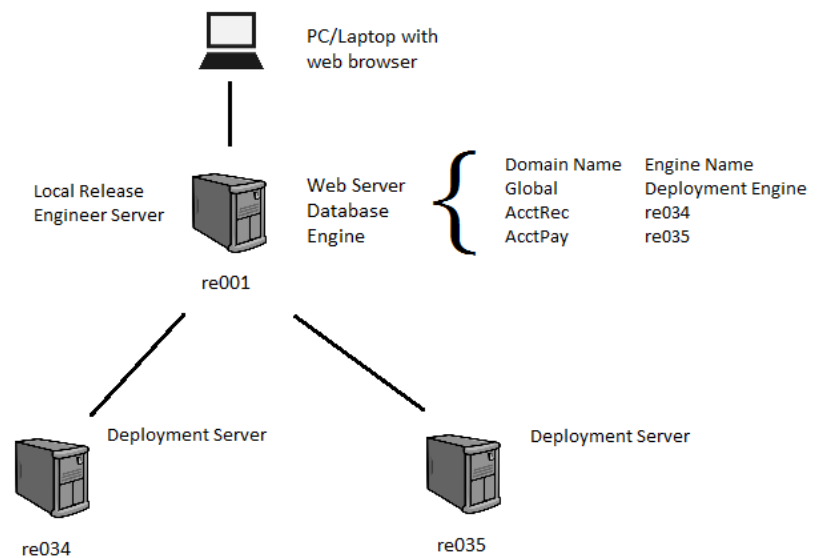 PC/Laptop with
web browser
Local Release
Engineer Server
Web Server
Database
Engine
Domain Name Engine Name
Global Deployment Engine
AcctRec re034
AcctPay re035
re001
Deployment Server
Deployment Server
re034
re035